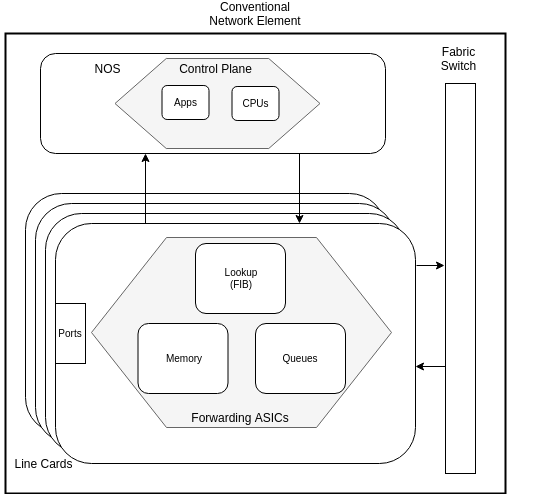 Conventional
Network Element
Fabric
Switch
NOS
Control Plane
Apps
CPUs
Lookup
(FIB)
Ports
Memory
Queues
Forwarding ASICs
Line Cards